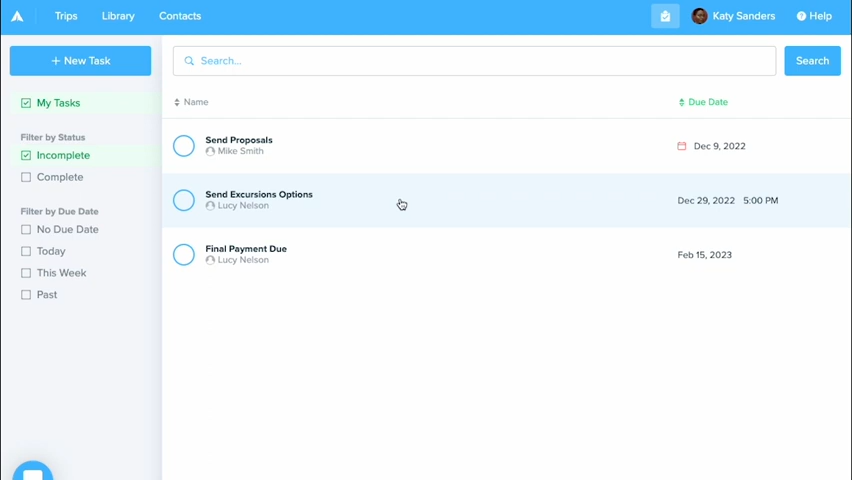 Trips Library Contacts Katy Sanders Help
+ New Task
Search...
Search
My Tasks
Name Due Date
Filter by Status
Incomplete
Complete
Filter by Due Date
No Due Date
Today
This Week
Past
Send Proposals
Mike Smith
Dec 9, 2022
Send Excursions Options
Lucy Nelson
Dec 29, 2022 5:00 PM
Final Payment Due
Lucy Nelson
Feb 15, 2023